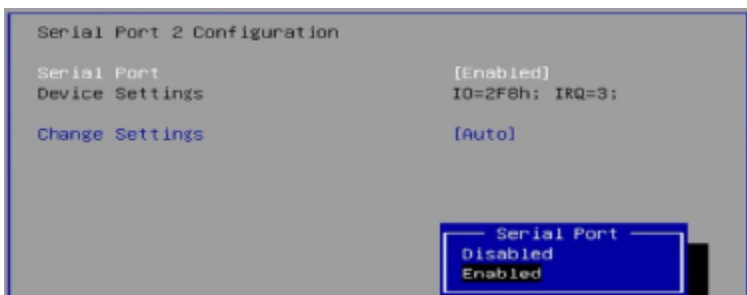 Serial Port 2 Configuration
Serial Port [Enabled]
Device Settings IO=2F8h; IRQ=3;
Change Settings [Auto]
Serial Port
Disabled
Enabled